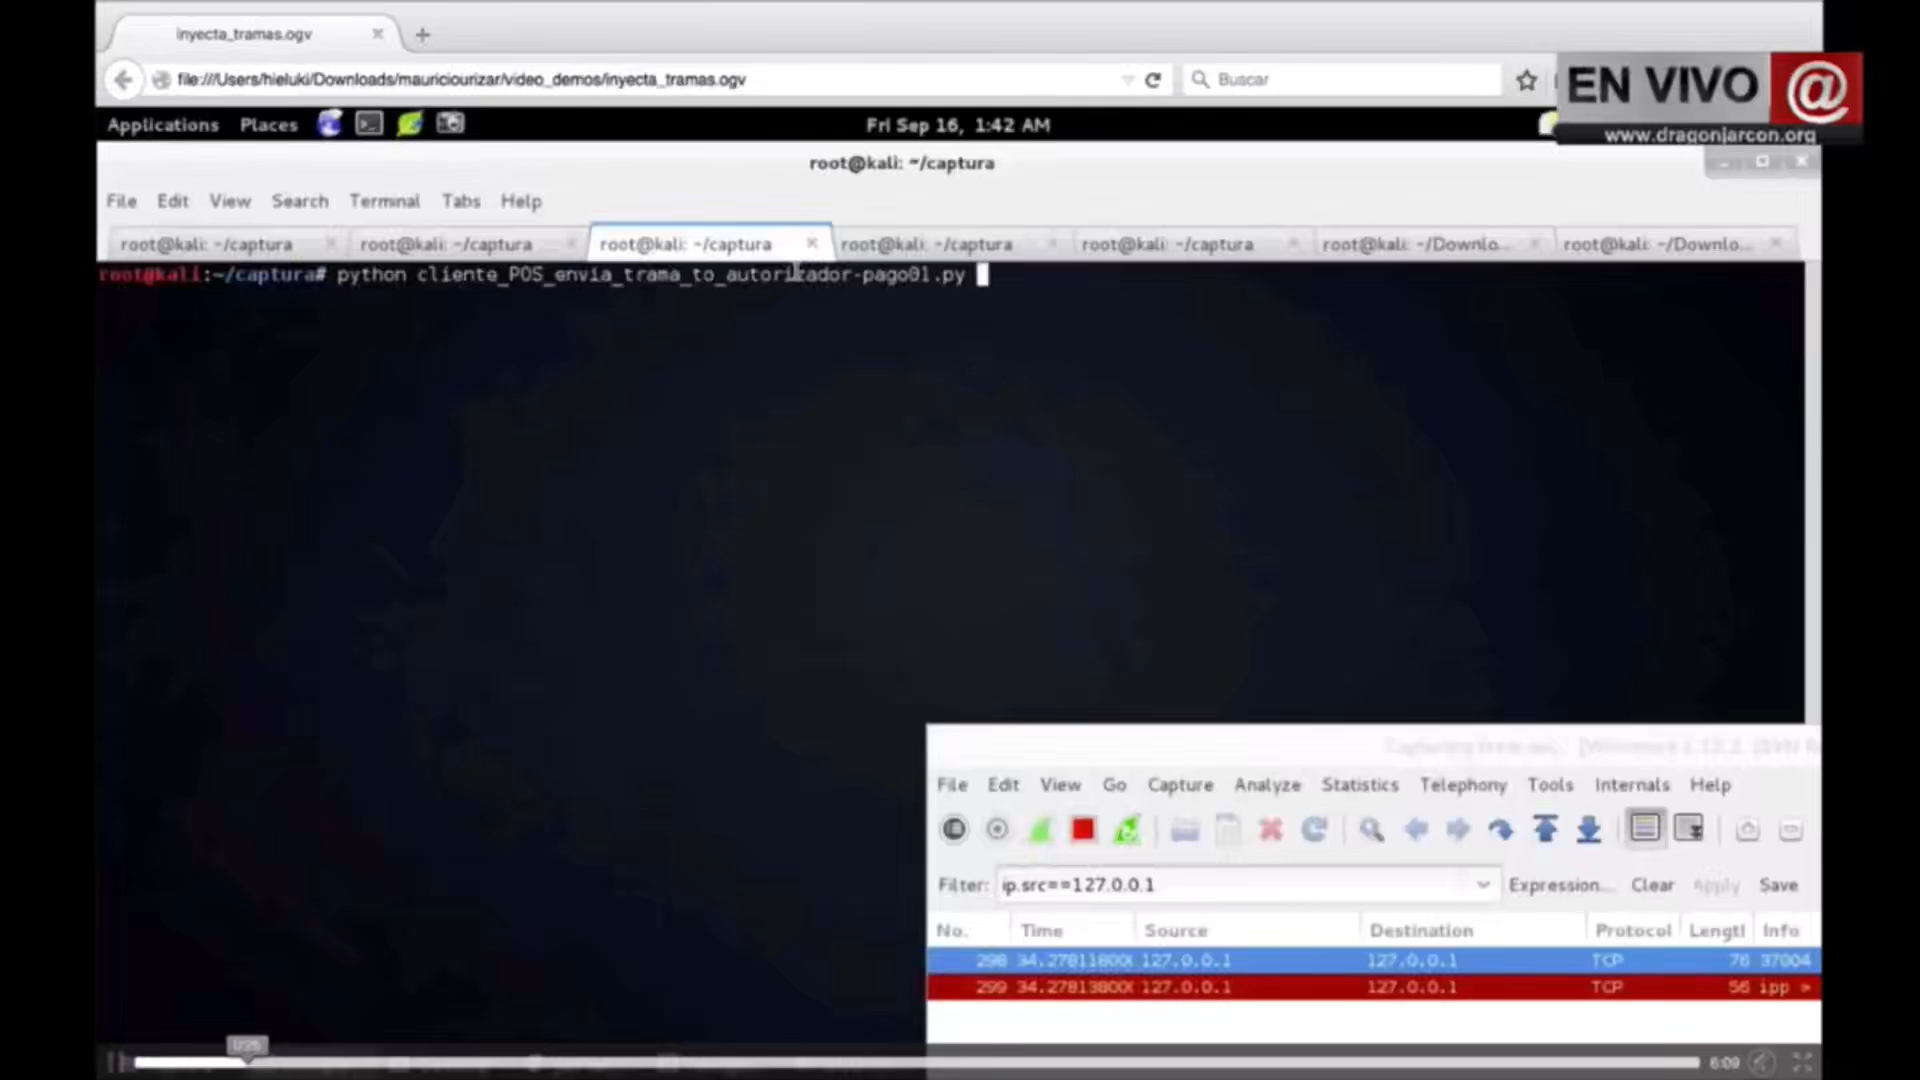 inyecta_tramas.ogv
file:///Users/hieluki/Downloads/mauriciourizar/video_demos/inyecta_tramas.ogv
Buscar
EN VIVO
www.dragonjarcon.org
Applications Places
Fri Sep 16, 1:42 AM
root@kali: ~/captura
File Edit View Search Terminal Tabs Help
root@kali: ~/captura
root@kali: ~/captura
root@kali: ~/captura
root@kali: ~/captura
root@kali: ~/captura
root@kali: ~/Downlo...
root@kali: ~/Downlo...
root@kali:~/captura# python cliente_POS_envia_trama_to_autorizador-pago01.py
File Edit View Go Capture Analyze Statistics Telephony Tools Internals Help
Filter: ip.src==127.0.0.1 Expression... Clear Apply Save
No. Time Source Destination Protocol Lengtl Info
298 34.27811800( 127.0.0.1 127.0.0.1 TCP 76 37004
299 34.27813800( 127.0.0.1 127.0.0.1 TCP 56 ipp >
6:09